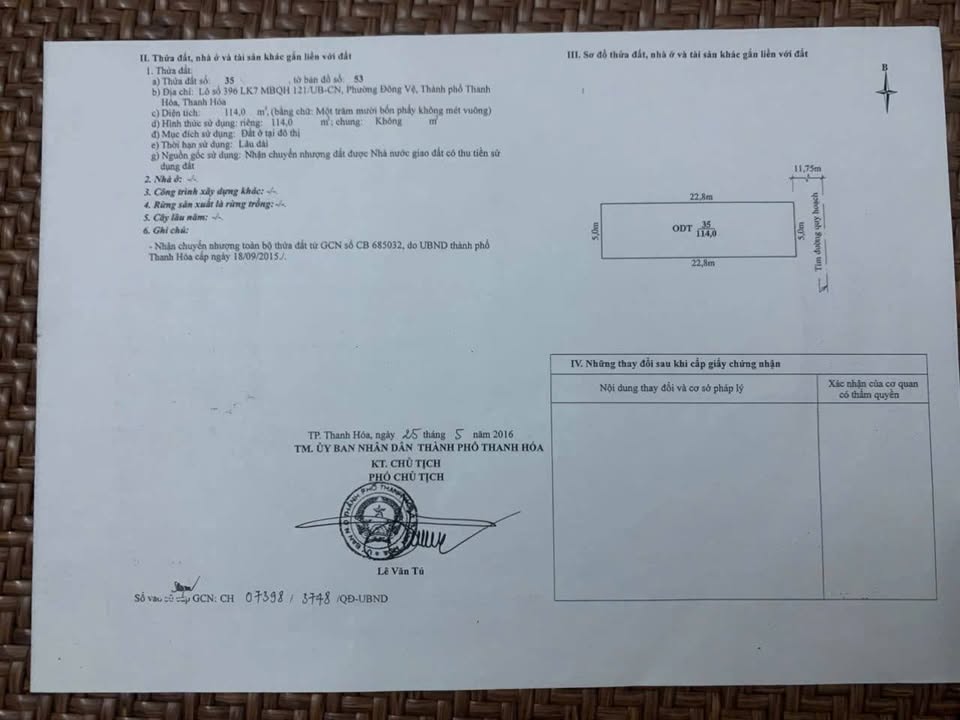 II. Thửa đất, nhà ở và tài sản khác gắn liền với đất
1. Thửa đất:
a) Thửa đất số: 35 , tờ bản đồ số: 53
b) Địa chỉ: Lô số 396 LK7 MBQH 121/UB-CN, Phường Đông Vệ, Thành phố Thanh
Hóa, Thanh Hóa
c) Diện tích: 114,0 m², (bằng chữ: Một trăm mười bốn phẩy không mét vuông)
d) Hình thức sử dụng: riêng: 114,0 m²; chung: Không m²
đ) Mục đích sử dụng: Đất ở tại đô thị
e) Thời hạn sử dụng: Lâu dài
g) Nguồn gốc sử dụng: Nhận chuyển nhượng đất được Nhà nước giao đất có thu tiền sử
dụng đất
2. Nhà ở: -/-
3. Công trình xây dựng khác: -/-
4. Rừng sản xuất là rừng trồng: -/-
5. Cây lâu năm: -/-
6. Ghi chú:
- Nhận chuyển nhượng toàn bộ thửa đất từ GCN số CB 685032, do UBND thành phố
Thanh Hóa cấp ngày 18/09/2015./.
TP. Thanh Hóa, ngày 25 tháng 5 năm 2016
TM. ỦY BAN NHÂN DÂN THÀNH PHỐ THANH HÓA
KT. CHỦ TỊCH
PHÓ CHỦ TỊCH
Lê Văn Tú
Số vào sổ cấp GCN: CH 07398 / 3748 /QĐ-UBND
III. Sơ đồ thửa đất, nhà ở và tài sản khác gắn liền với đất
B
11,75m
22,8m
5,0m
ODT 35
114,0
5,0m
Tim đường quy hoạch
22,8m
IV. Những thay đổi sau khi cấp giấy chứng nhận
Nội dung thay đổi và cơ sở pháp lý
Xác nhận của cơ quan
có thẩm quyền